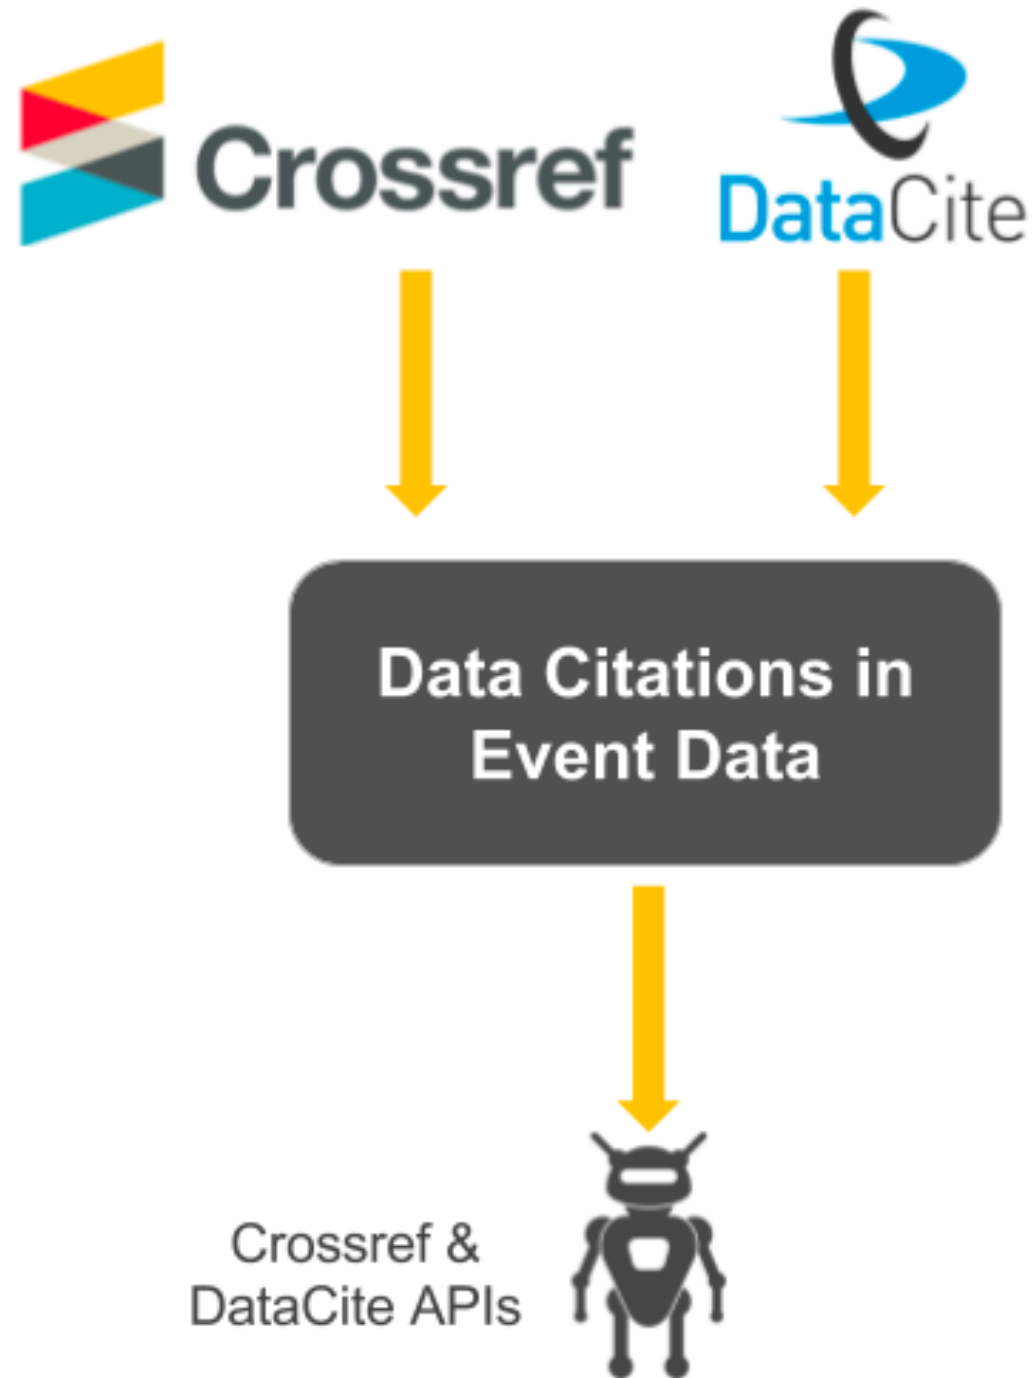 Crossref
DataCite
Data Citations in
Event Data
Crossref &
DataCite APIs